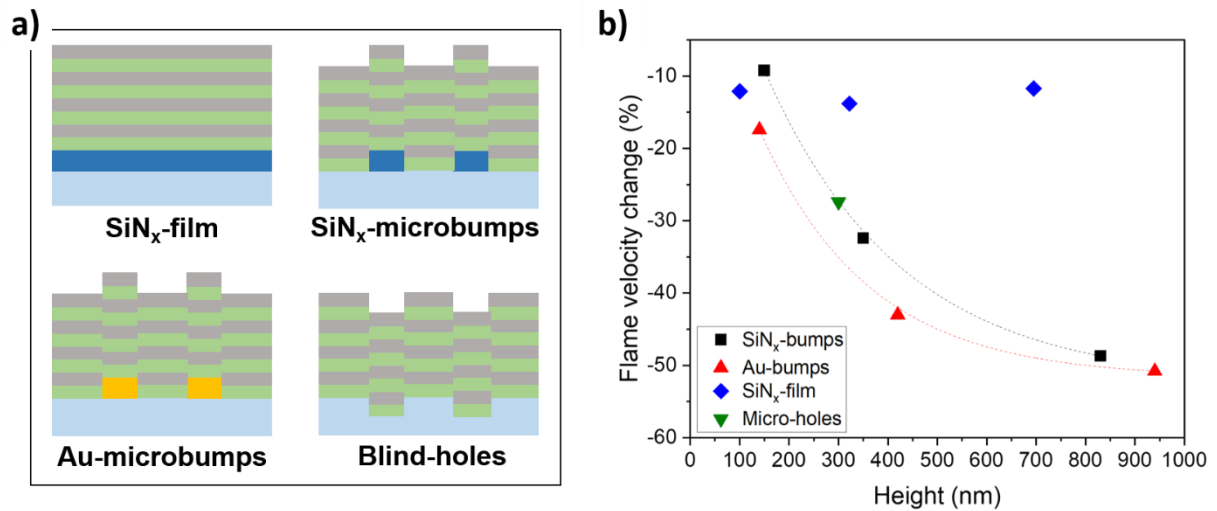 a)
SiNₓ-film
SiNₓ-microbumps
Au-microbumps
Blind-holes
b)
Flame velocity change (%)
-10
-20
-30
-40
-50
-60
SiNₓ-bumps
Au-bumps
SiNₓ-film
Micro-holes
0 100 200 300 400 500 600 700 800 900 1000
Height (nm)